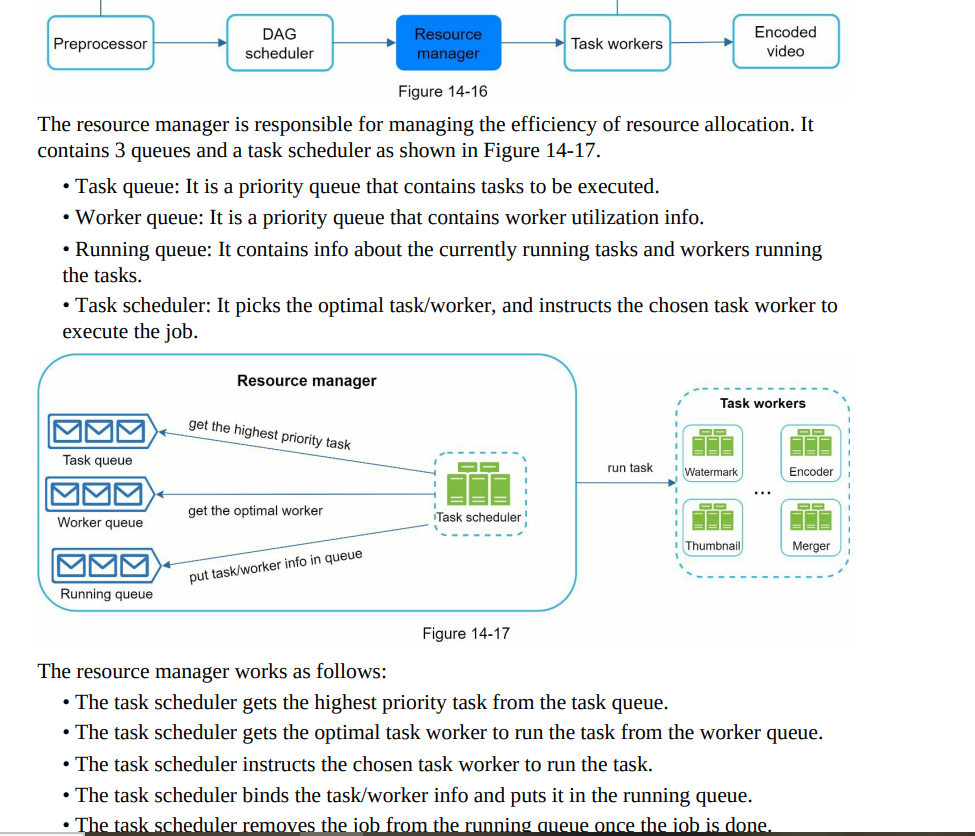 Preprocessor
DAG
scheduler
Resource
manager
Task workers
Encoded
video
Figure 14-16
The resource manager is responsible for managing the efficiency of resource allocation. It
contains 3 queues and a task scheduler as shown in Figure 14-17.
• Task queue: It is a priority queue that contains tasks to be executed.
• Worker queue: It is a priority queue that contains worker utilization info.
• Running queue: It contains info about the currently running tasks and workers running
the tasks.
• Task scheduler: It picks the optimal task/worker, and instructs the chosen task worker to
execute the job.
Resource manager
Task queue
get the highest priority task
Worker queue
get the optimal worker
Running queue
put task/worker info in queue
Task scheduler
run task
Task workers
Watermark
Encoder
...
Thumbnail
Merger
Figure 14-17
The resource manager works as follows:
• The task scheduler gets the highest priority task from the task queue.
• The task scheduler gets the optimal task worker to run the task from the worker queue.
• The task scheduler instructs the chosen task worker to run the task.
• The task scheduler binds the task/worker info and puts it in the running queue.
• The task scheduler removes the job from the running queue once the job is done.